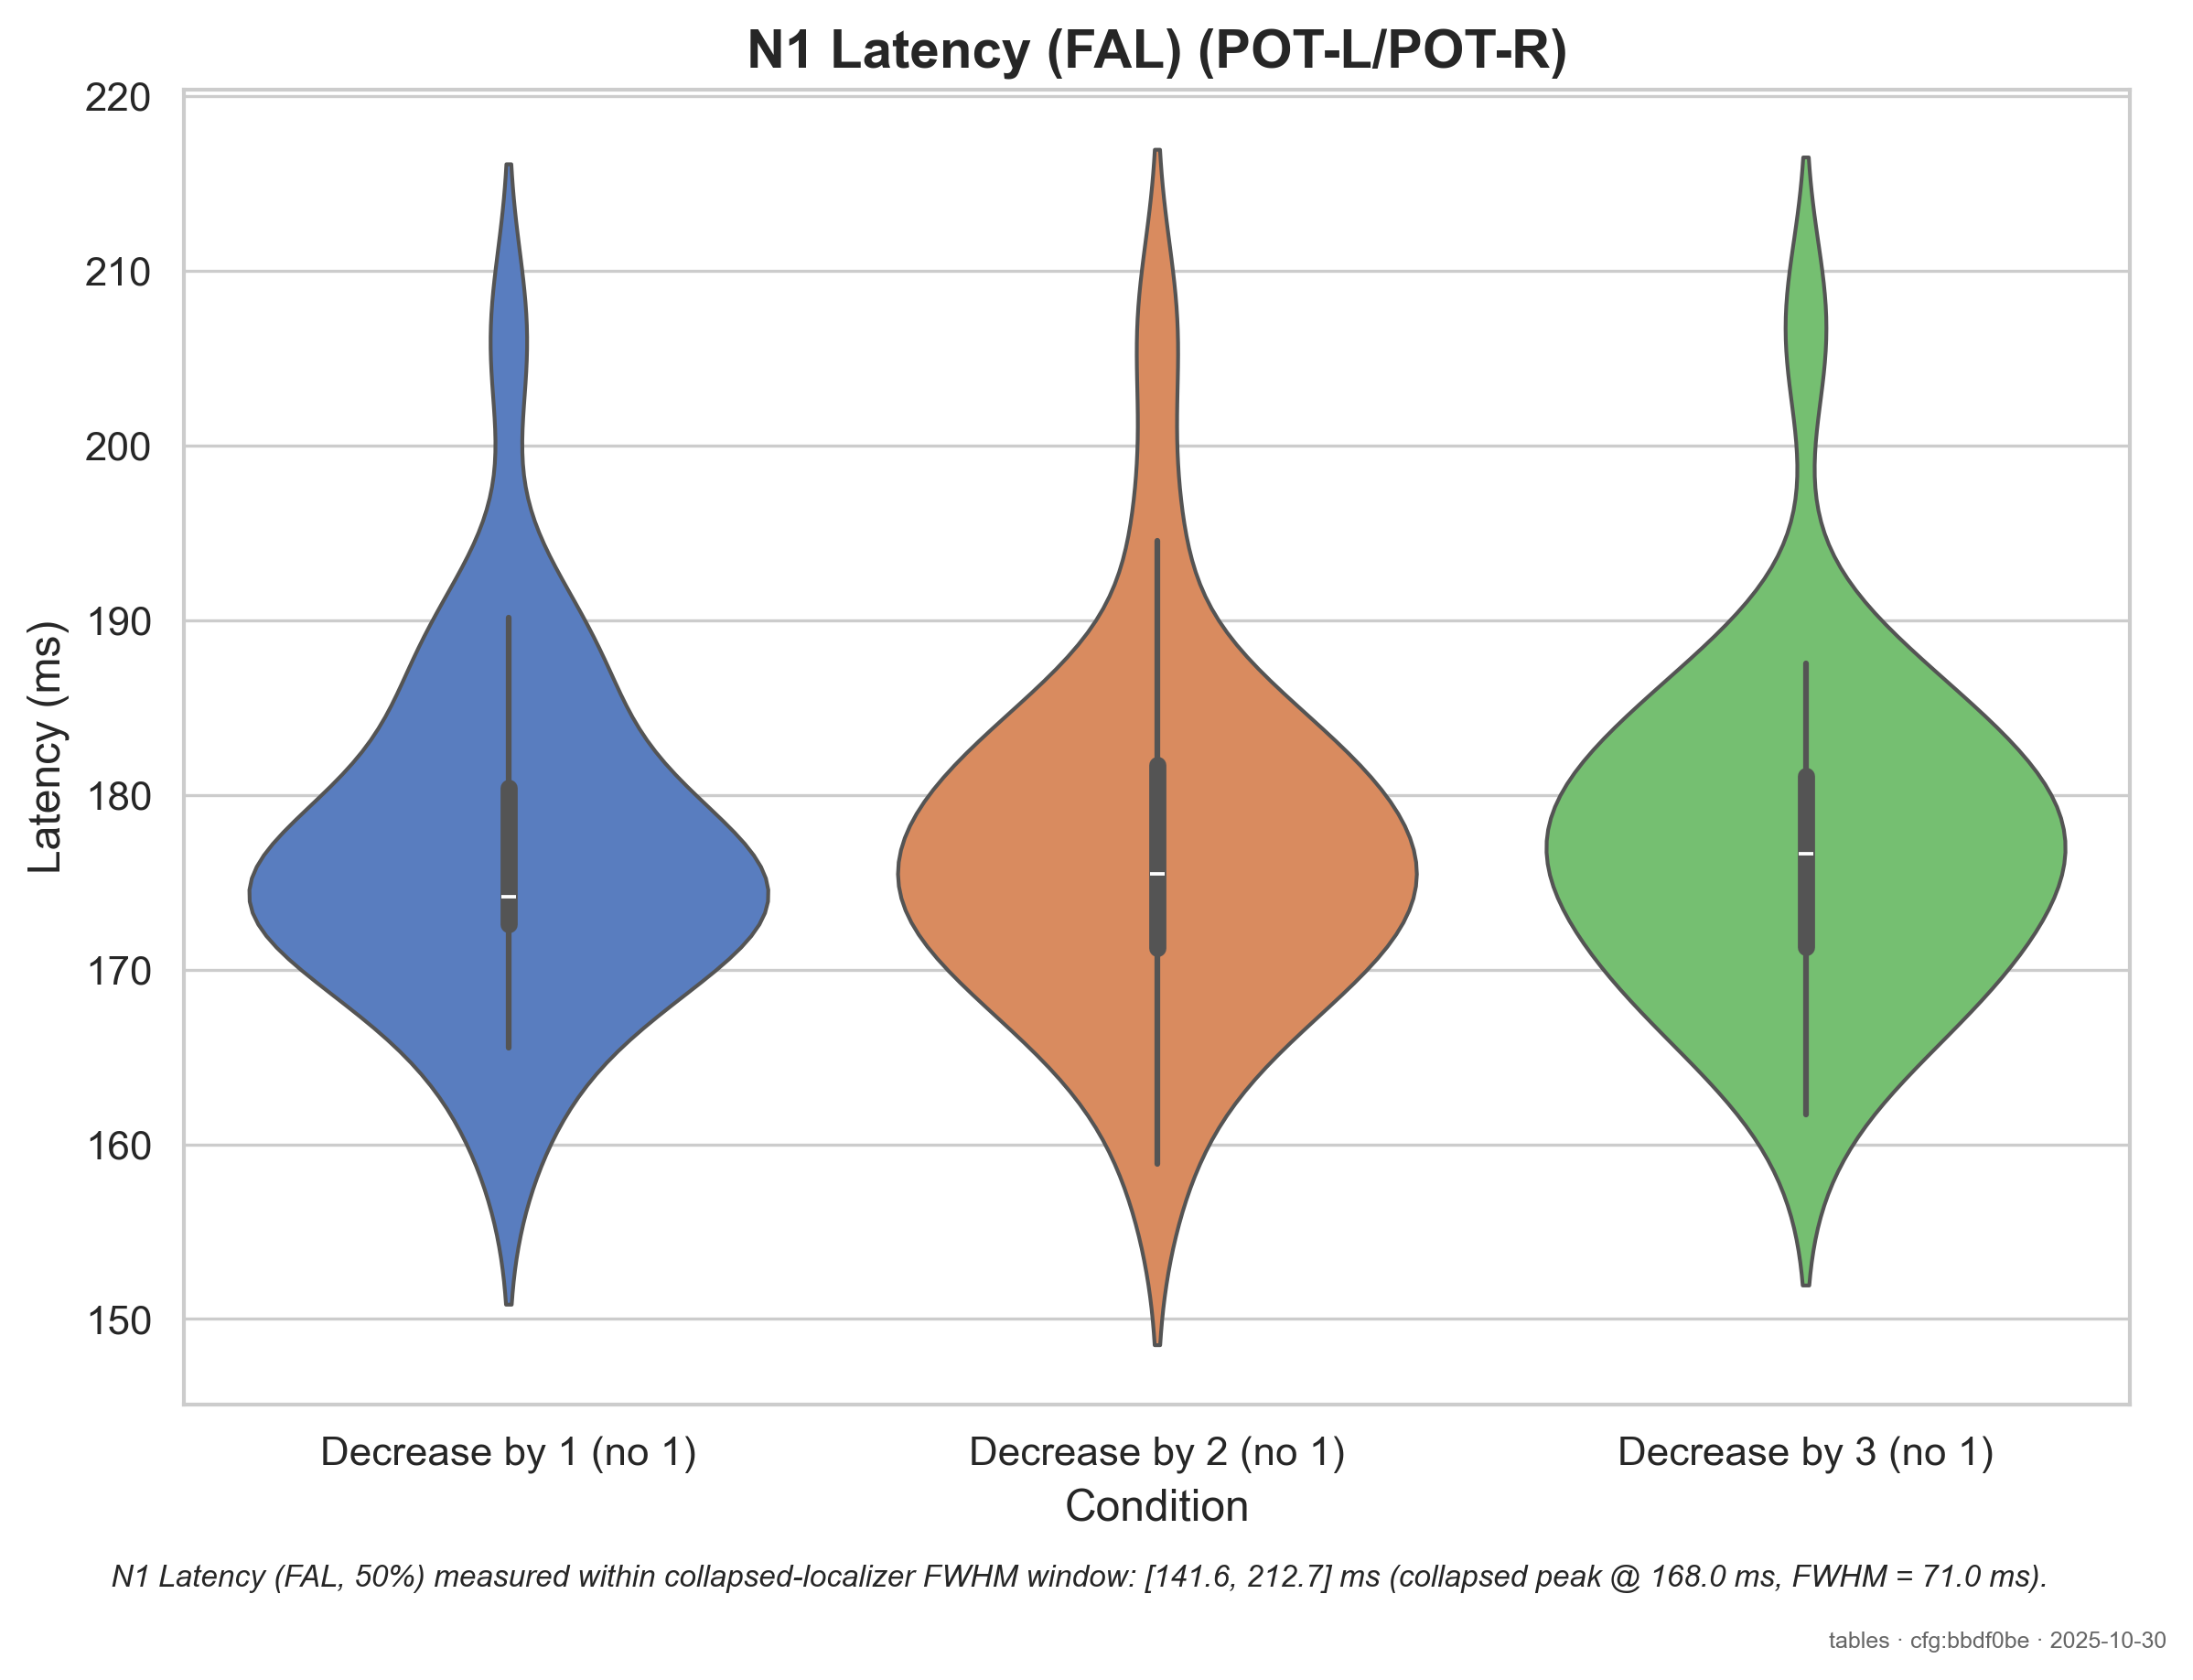 N1 Latency (FAL) (POT-L/POT-R)
220
210
200
190
180
170
160
150
Latency (ms)
Decrease by 1 (no 1)
Decrease by 2 (no 1)
Decrease by 3 (no 1)
Condition
N1 Latency (FAL, 50%) measured within collapsed-localizer FWHM window: [141.6, 212.7] ms (collapsed peak @ 168.0 ms, FWHM = 71.0 ms).
tables · cfg:bbdf0be · 2025-10-30